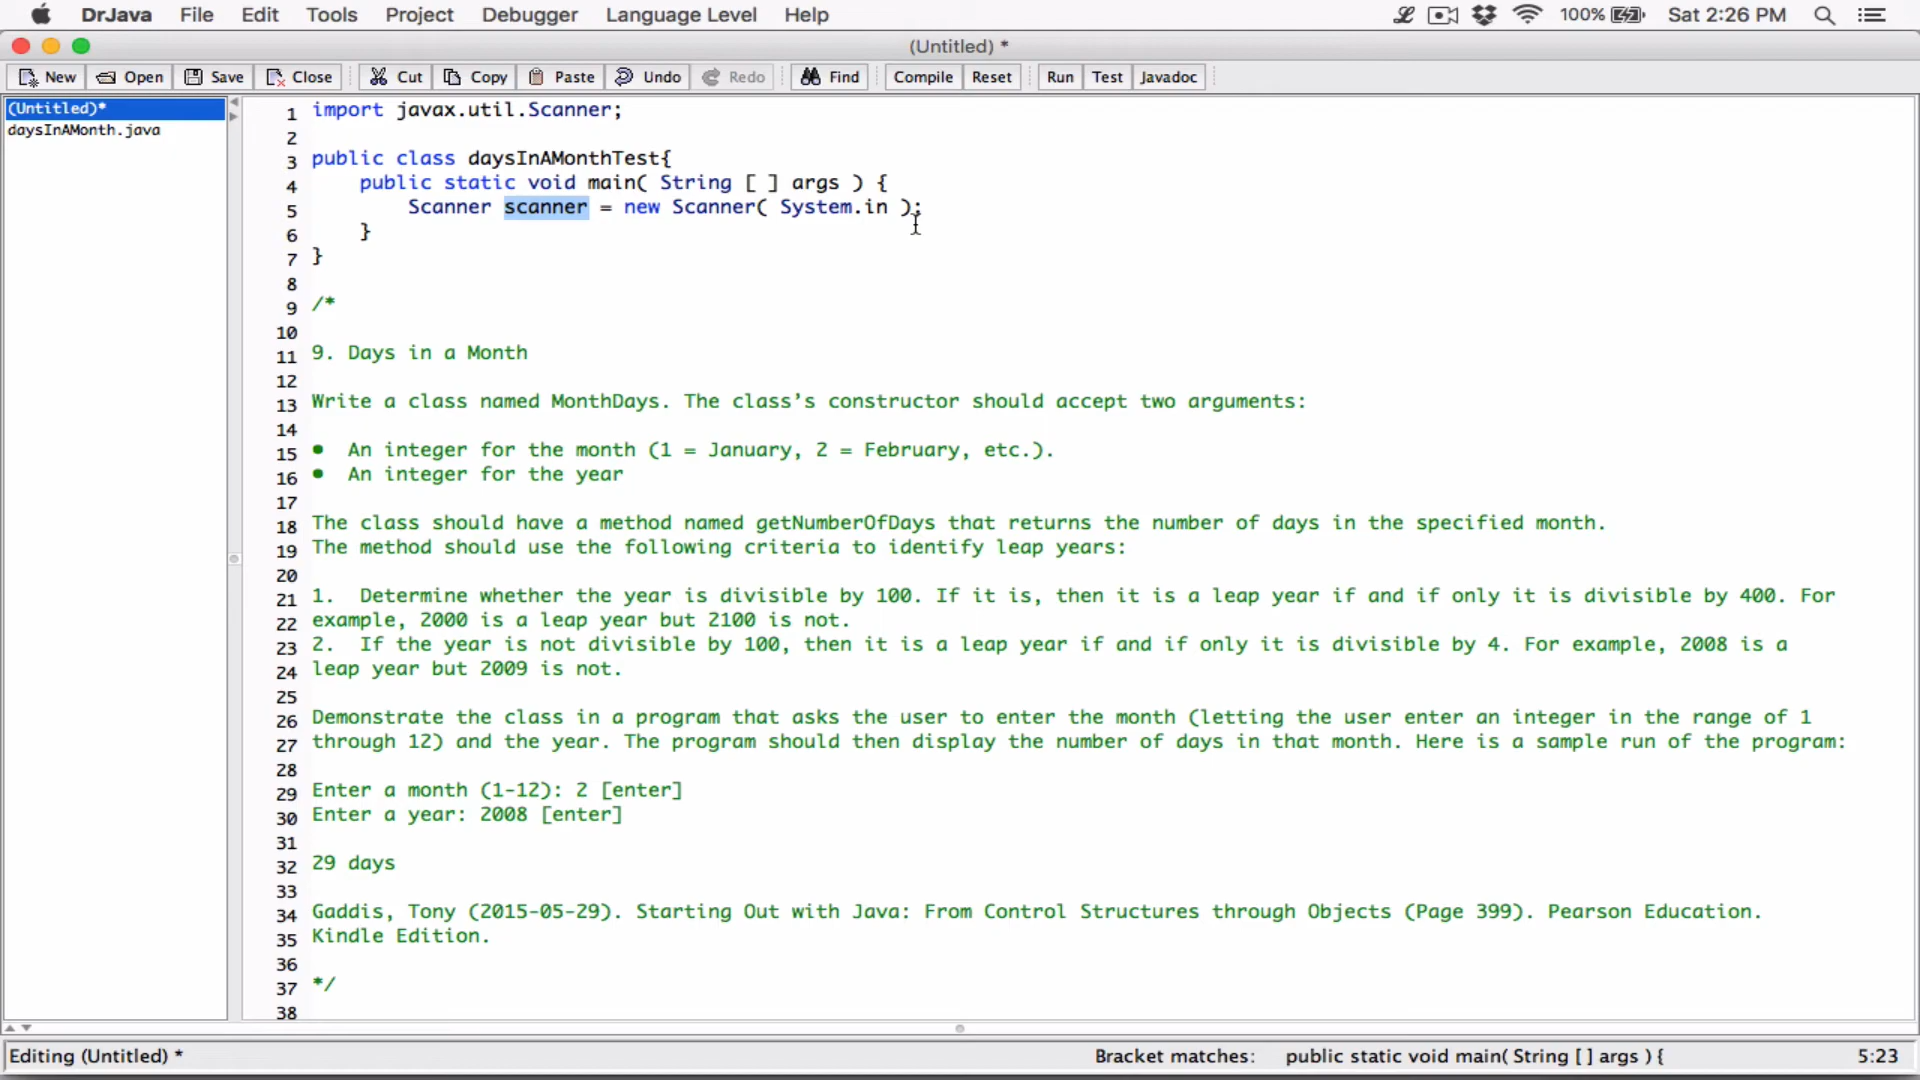 DrJava File Edit Tools Project Debugger Language Level Help 100% Sat 2:26 PM
(Untitled) *
New Open Save Close Cut Copy Paste Undo Redo Find Compile Reset Run Test Javadoc
(Untitled)*
daysInAMonth.java
1 import javax.util.Scanner;
2
3 public class daysInAMonthTest{
4 public static void main( String [ ] args ) {
5 Scanner scanner = new Scanner( System.in );
6 }
7 }
8
9 /*
10
11 9. Days in a Month
12
13 Write a class named MonthDays. The class’s constructor should accept two arguments:
14
15 • An integer for the month (1 = January, 2 = February, etc.).
16 • An integer for the year
17
18 The class should have a method named getNumberOfDays that returns the number of days in the specified month.
19 The method should use the following criteria to identify leap years:
20
21 1. Determine whether the year is divisible by 100. If it is, then it is a leap year if and if only it is divisible by 400. For
22 example, 2000 is a leap year but 2100 is not.
23 2. If the year is not divisible by 100, then it is a leap year if and if only it is divisible by 4. For example, 2008 is a
24 leap year but 2009 is not.
25
26 Demonstrate the class in a program that asks the user to enter the month (letting the user enter an integer in the range of 1
27 through 12) and the year. The program should then display the number of days in that month. Here is a sample run of the program:
28
29 Enter a month (1-12): 2 [enter]
30 Enter a year: 2008 [enter]
31
32 29 days
33
34 Gaddis, Tony (2015-05-29). Starting Out with Java: From Control Structures through Objects (Page 399). Pearson Education.
35 Kindle Edition.
36
37 */
38
Editing (Untitled) * Bracket matches: public static void main( String [ ] args ) { 5:23